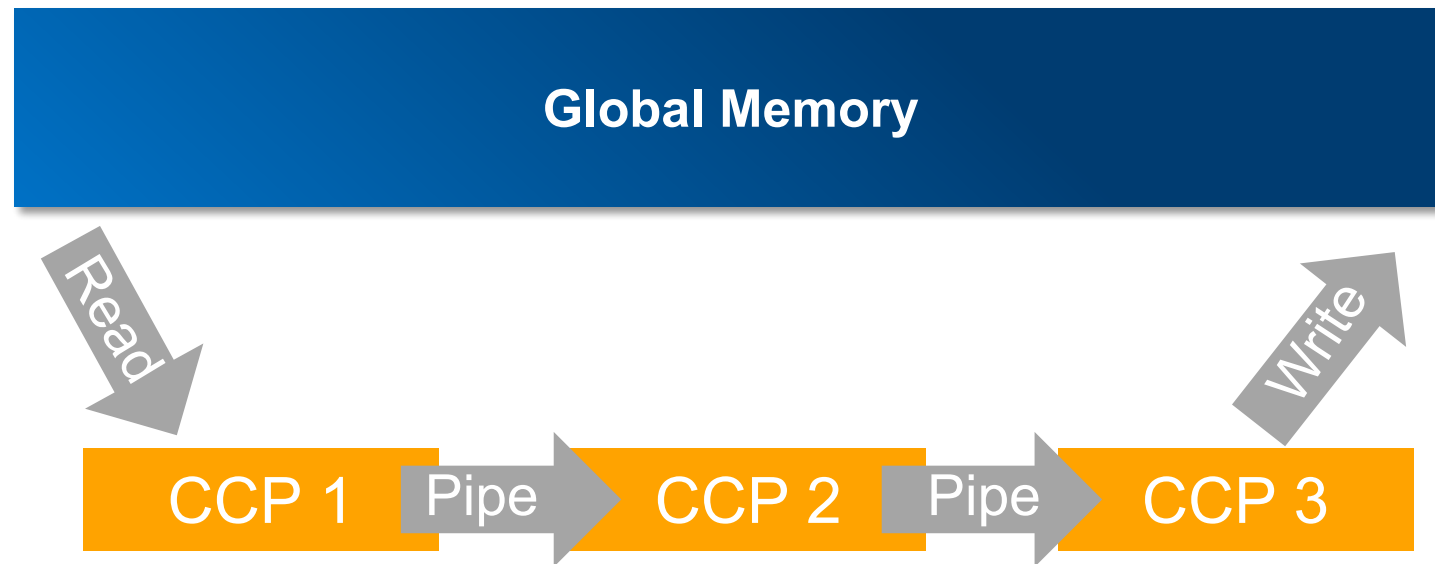 Global Memory
Read
Write
CCP 1
Pipe
CCP 2
Pipe
CCP 3